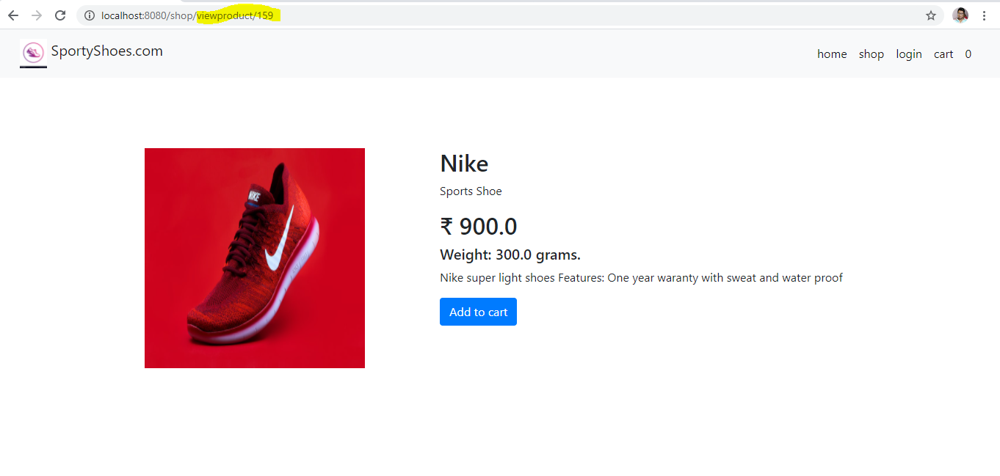 localhost:8080/shop/viewproduct/159
SportyShoes.com
home shop login cart 0
NIKE
Nike
Sports Shoe
₹ 900.0
Weight: 300.0 grams.
Nike super light shoes Features: One year waranty with sweat and water proof
Add to cart